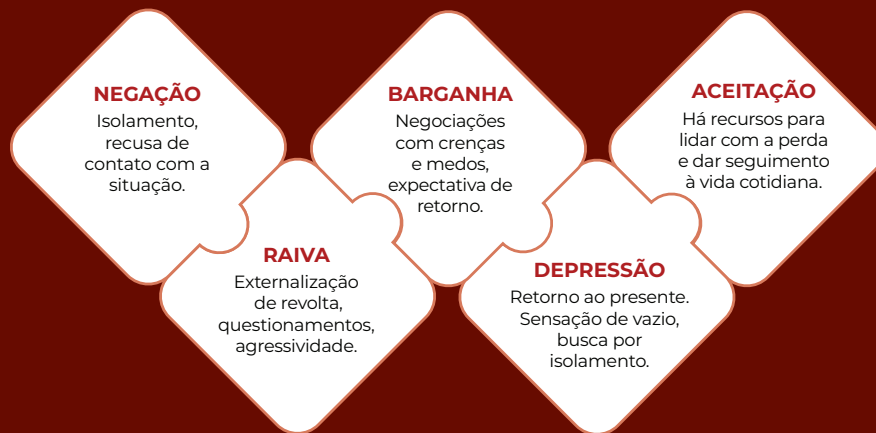 NEGAÇÃO
Isolamento,
recusa de
contato com a
situação.
RAIVA
Externalização
de revolta,
questionamentos,
agressividade.
BARGANHA
Negociações
com crenças
e medos,
expectativa de
retorno.
DEPRESSÃO
Retorno ao presente.
Sensação de vazio,
busca por
isolamento.
ACEITAÇÃO
Há recursos para
lidar com a perda
e dar seguimento
à vida cotidiana.